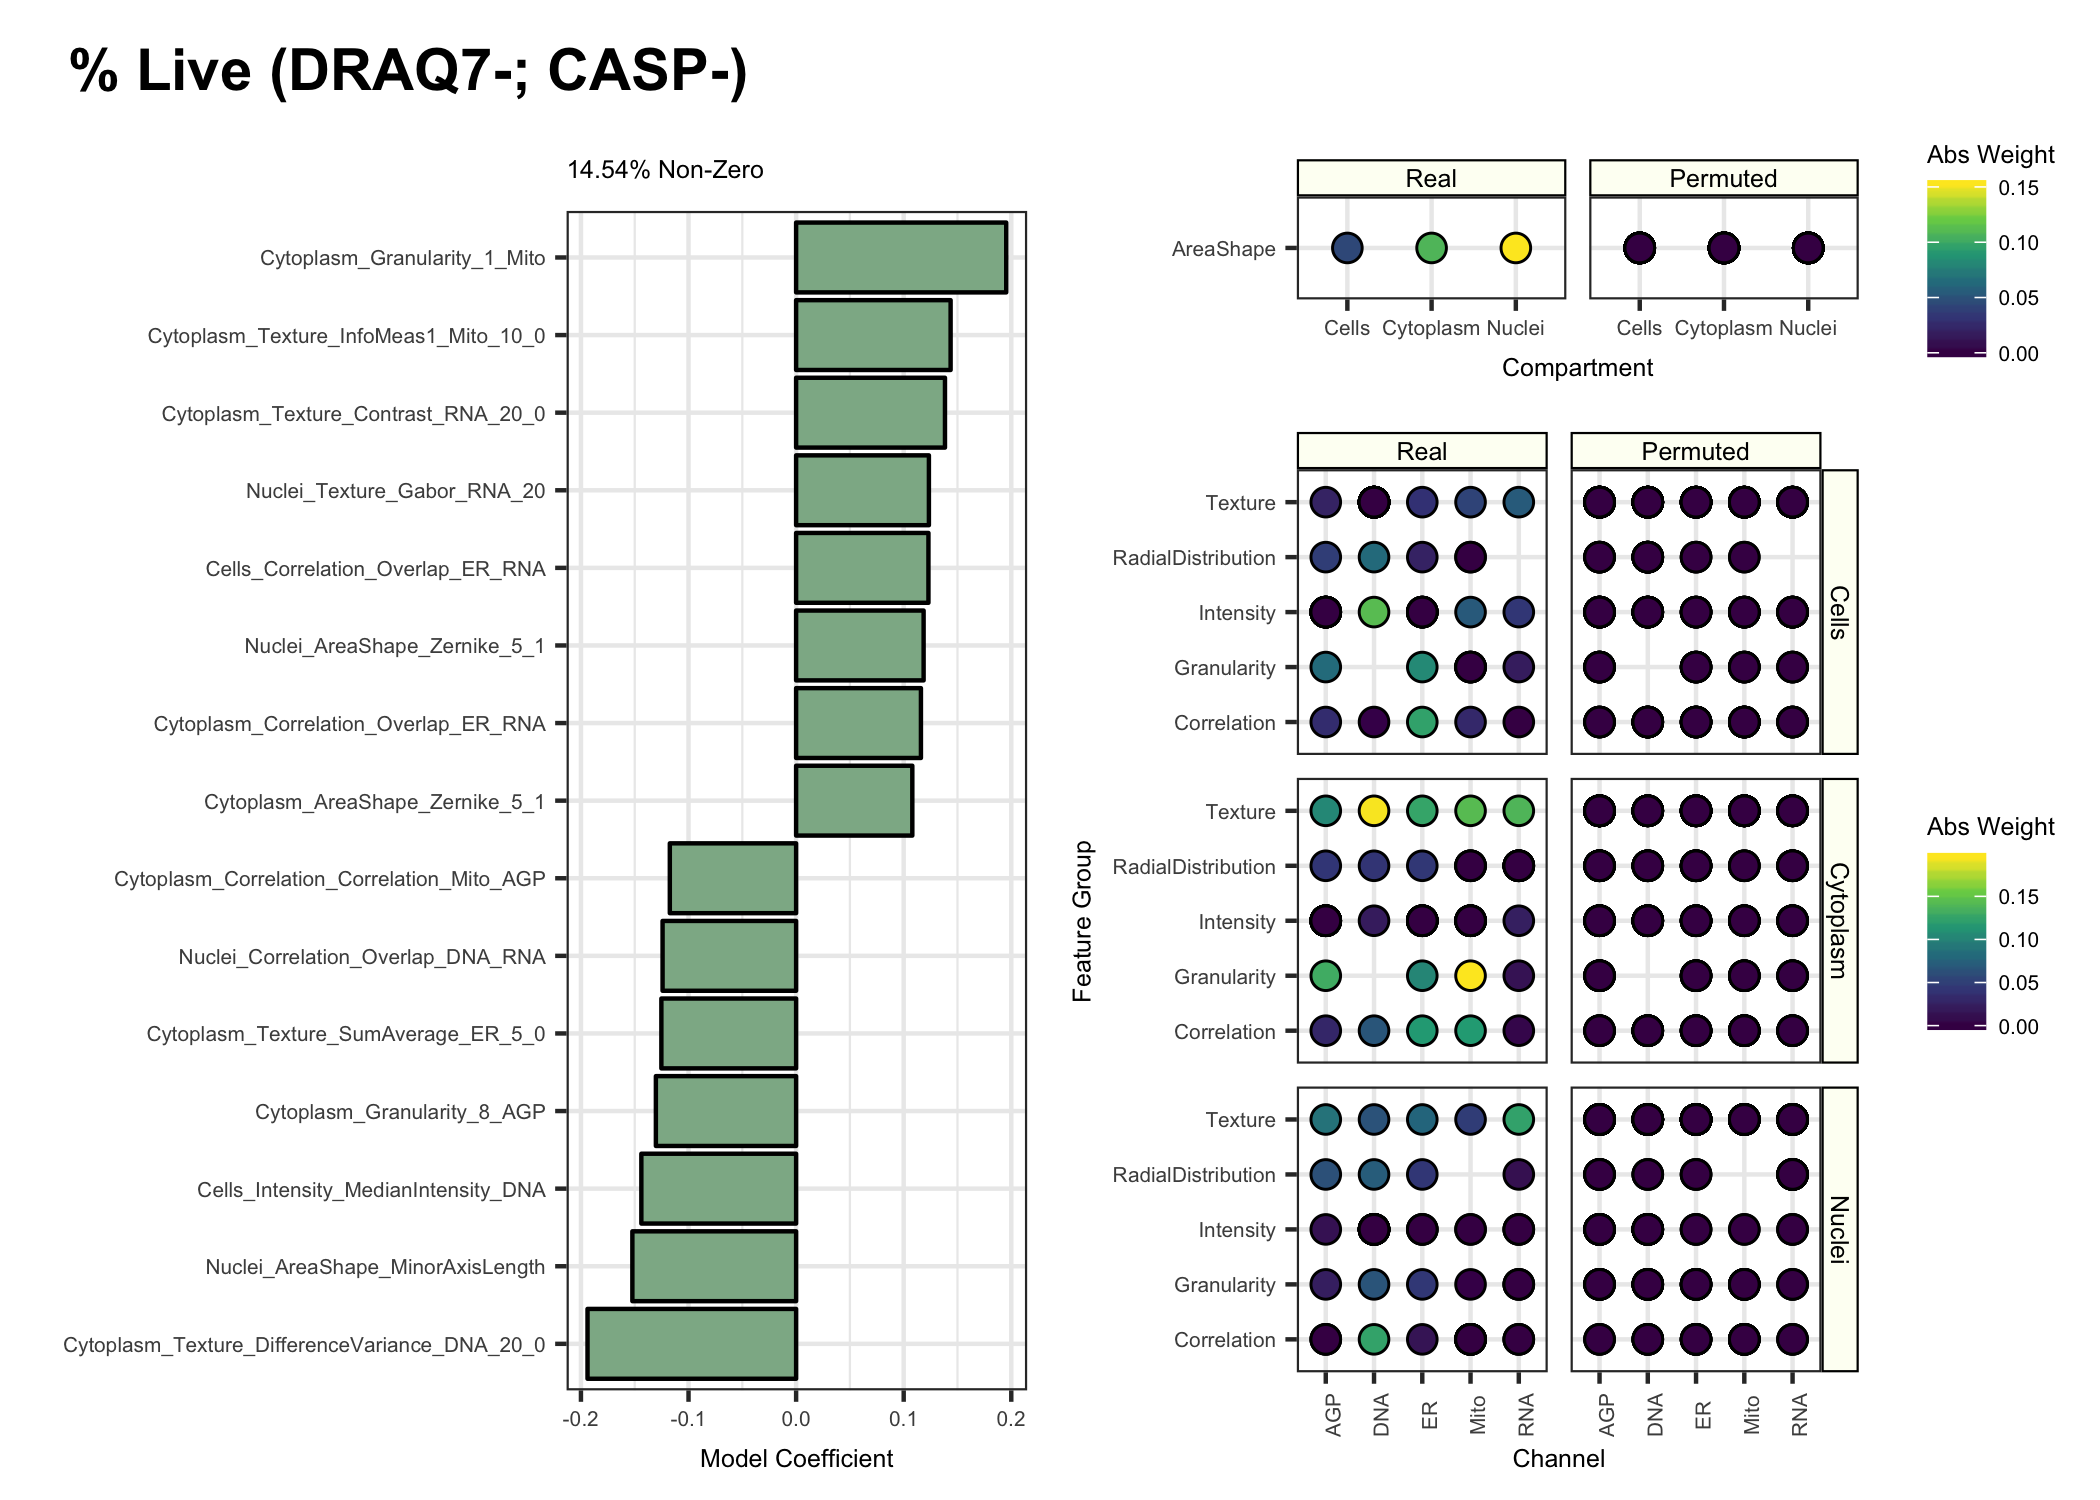 % Live (DRAQ7-; CASP-)
14.54% Non-Zero
Cytoplasm_Granularity_1_Mito
Cytoplasm_Texture_InfoMeas1_Mito_10_0
Cytoplasm_Texture_Contrast_RNA_20_0
Nuclei_Texture_Gabor_RNA_20
Cells_Correlation_Overlap_ER_RNA
Nuclei_AreaShape_Zernike_5_1
Cytoplasm_Correlation_Overlap_ER_RNA
Cytoplasm_AreaShape_Zernike_5_1
Cytoplasm_Correlation_Correlation_Mito_AGP
Nuclei_Correlation_Overlap_DNA_RNA
Cytoplasm_Texture_SumAverage_ER_5_0
Cytoplasm_Granularity_8_AGP
Cells_Intensity_MedianIntensity_DNA
Nuclei_AreaShape_MinorAxisLength
Cytoplasm_Texture_DifferenceVariance_DNA_20_0
-0.2 -0.1 0.0 0.1 0.2
Model Coefficient
Real Permuted
AreaShape
Cells Cytoplasm Nuclei Cells Cytoplasm Nuclei
Compartment
Abs Weight
0.15
0.10
0.05
0.00
Feature Group
Real Permuted
Texture
RadialDistribution
Intensity
Granularity
Correlation
Cells
Texture
RadialDistribution
Intensity
Granularity
Correlation
Cytoplasm
Texture
RadialDistribution
Intensity
Granularity
Correlation
Nuclei
AGP DNA ER Mito RNA AGP DNA ER Mito RNA
Channel
Abs Weight
0.15
0.10
0.05
0.00